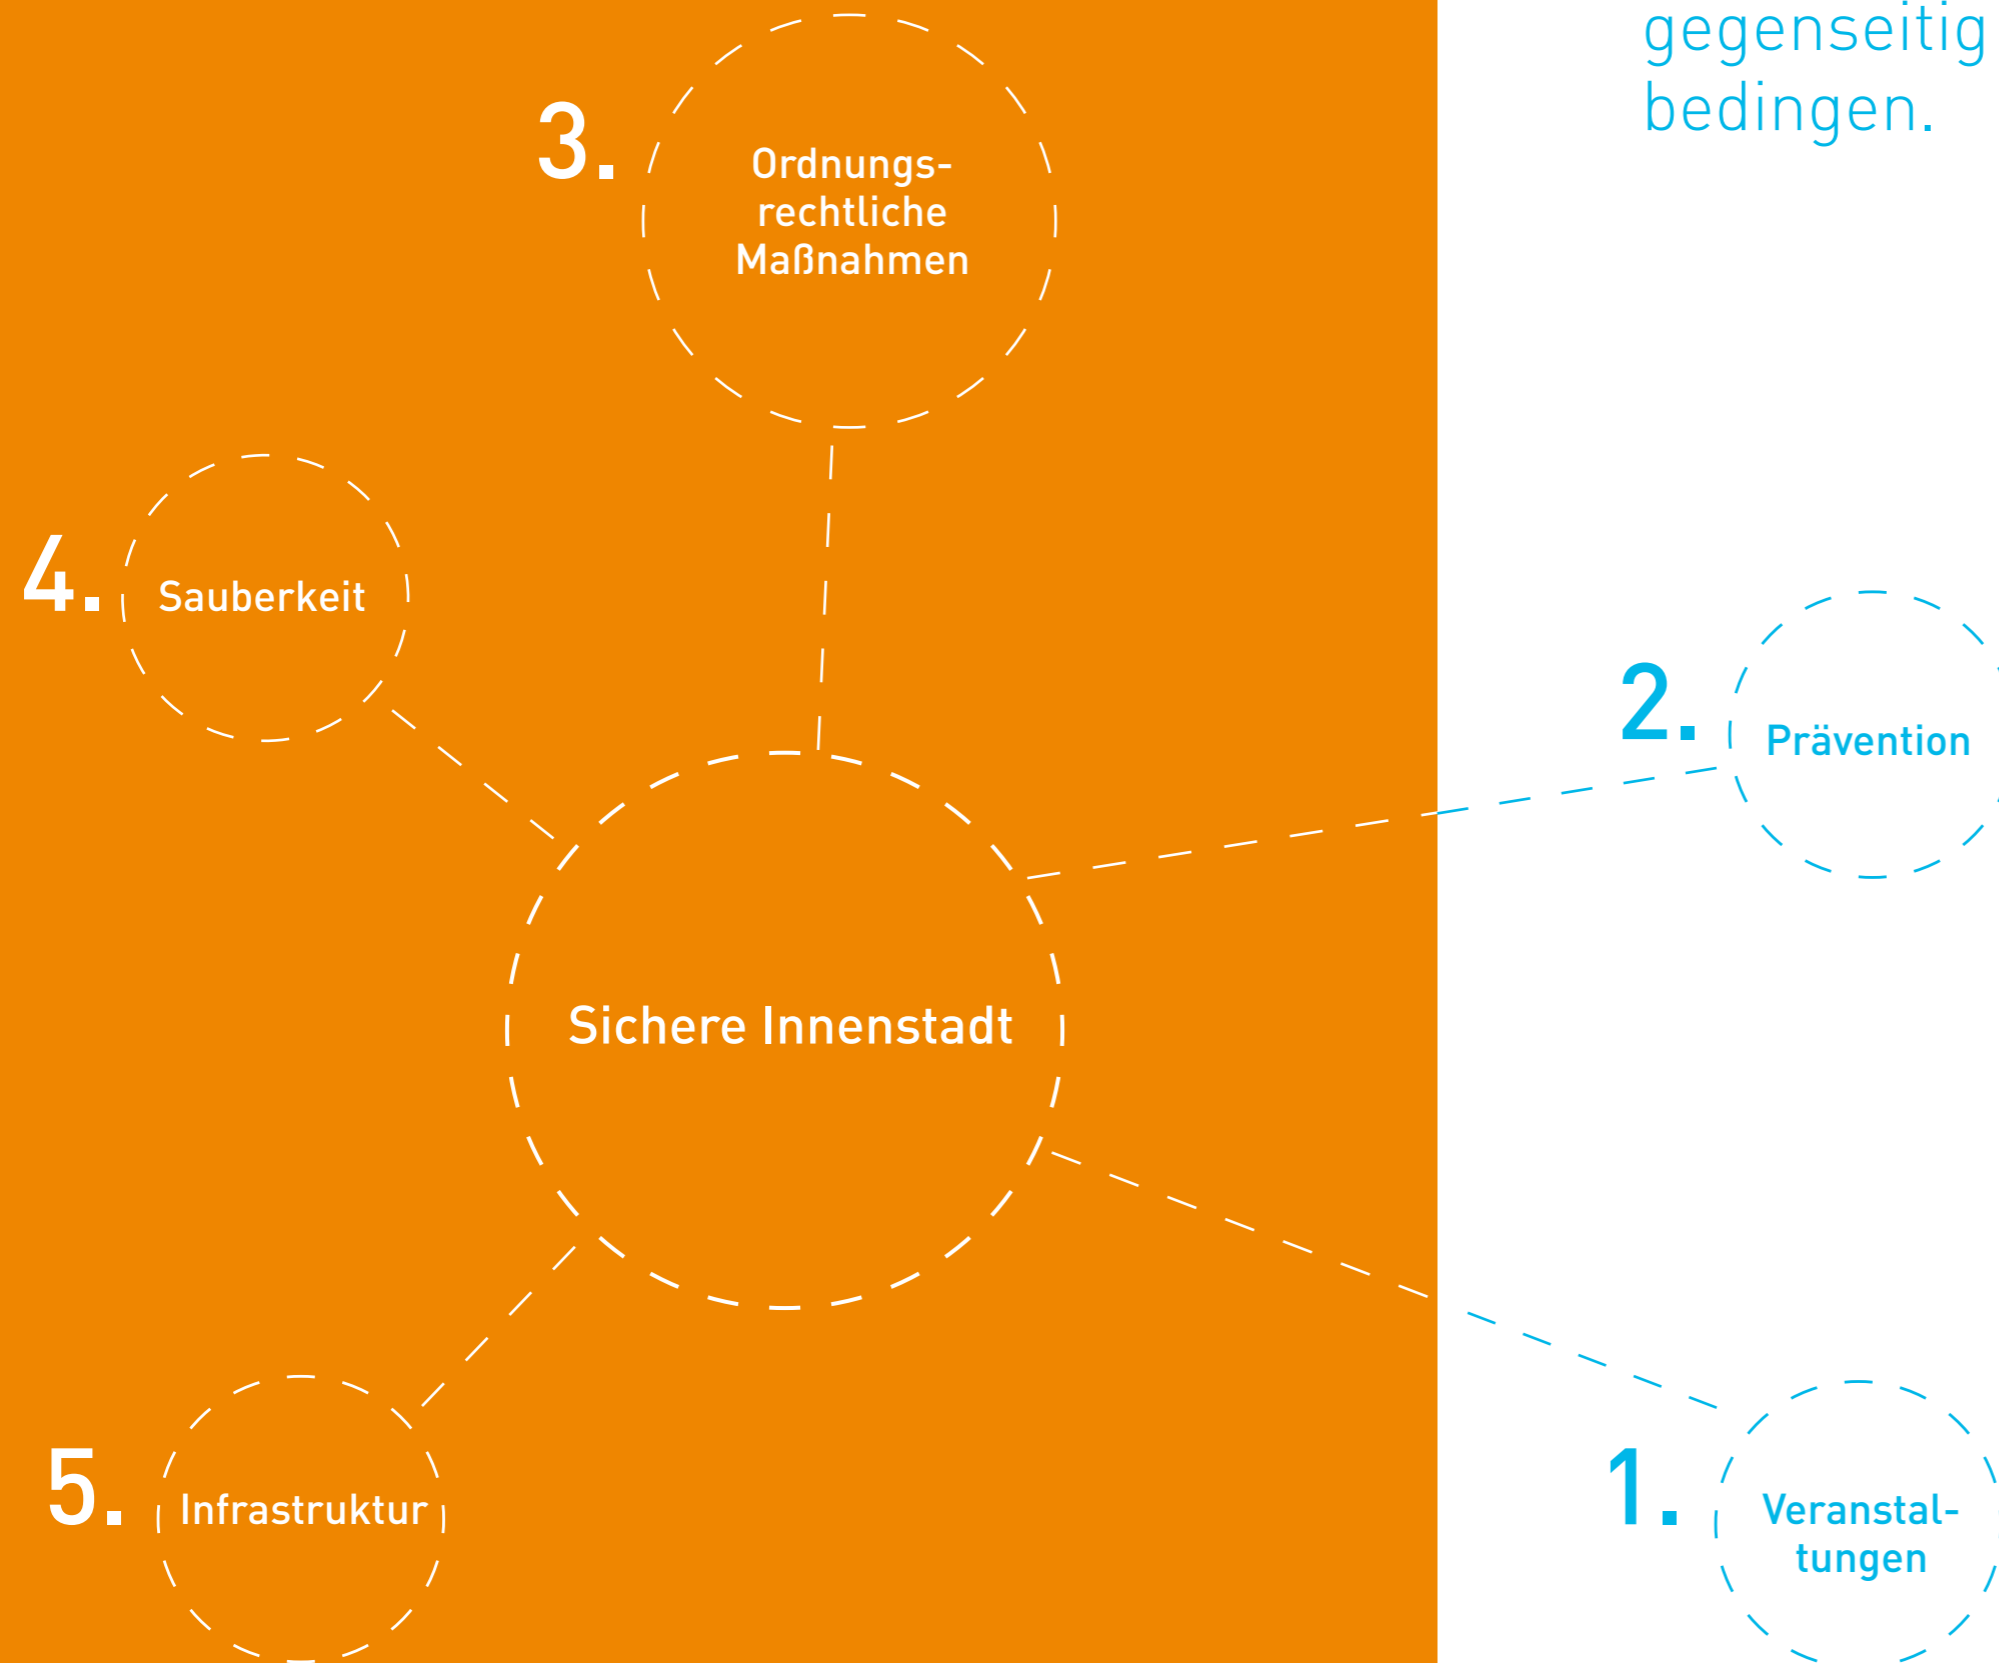 gegenseitig
bedingen.
3.
Ordnungs-
rechtliche
Maßnahmen
4.
Sauberkeit
2.
Prävention
Sichere Innenstadt
5.
Infrastruktur
1.
Veranstal-
tungen